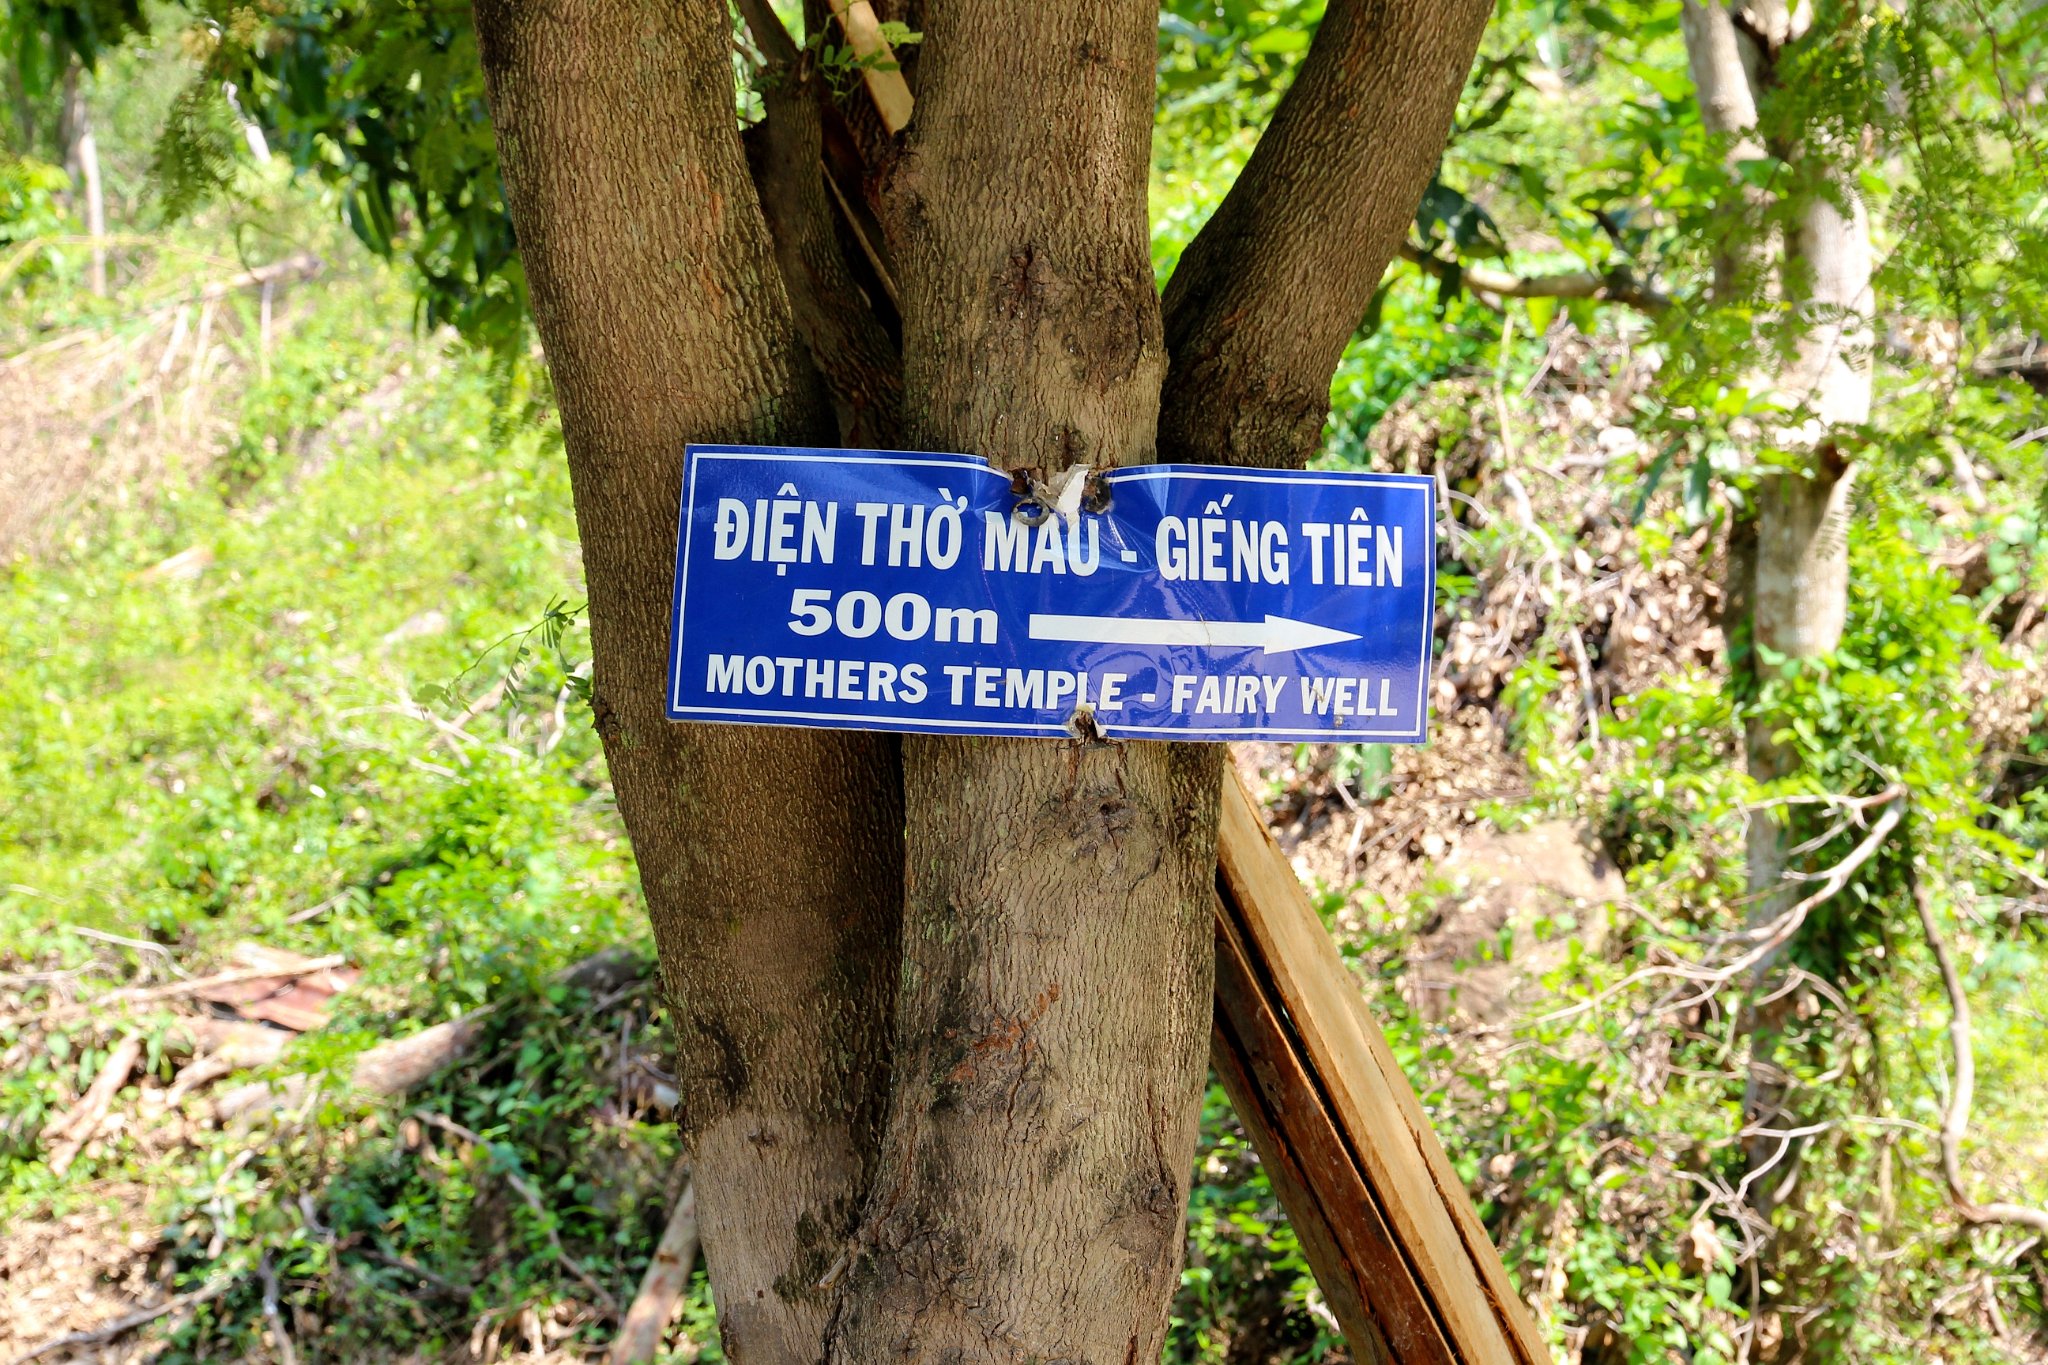 ĐIỆN THỜ MẪU - GIẾNG TIÊN
500m
MOTHERS TEMPLE - FAIRY WELL